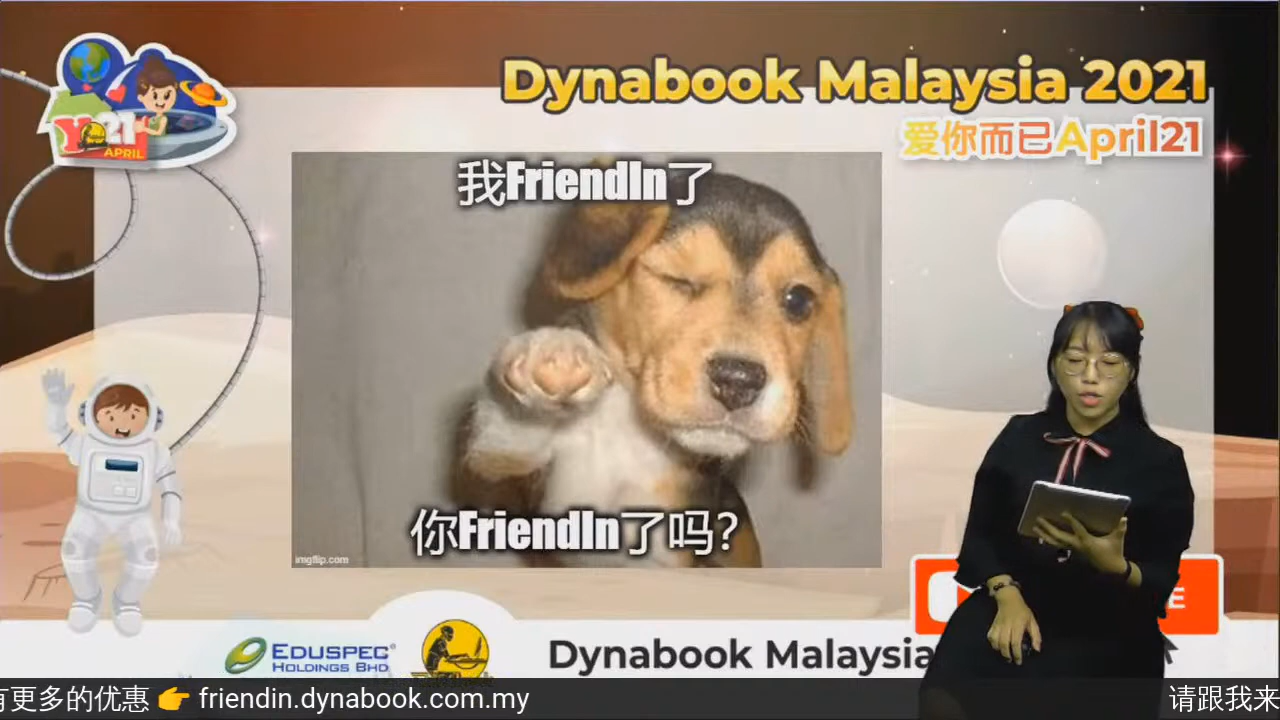 Dynabook Malaysia 2021
爱你而已April21
Y 21
APRIL
我FriendIn了
你FriendIn了吗?
imgflip.com
EDUSPEC®
HOLDINGS BHD
Dynabook Malaysia
有更多的优惠 👉 friendin.dynabook.com.my
请跟我来